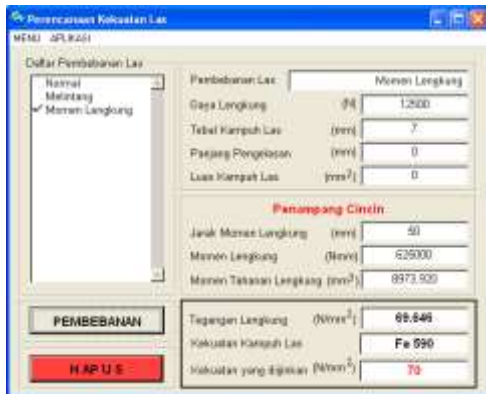 Perencanaan Kekuatan Las
MENU APLIKASI
Daftar Pembebanan Las
Normal
Melintang
Momen Lengkung
Pembebanan Las Momen Lengkung
Gaya Lengkung (N) 12500
Tebal Kampuh Las (mm) 7
Panjang Pengelasan (mm) 0
Luas Kampuh Las (mm²) 0
Penampang Cincin
Jarak Momen Lengkung (mm) 50
Momen Lengkung (Nmm) 625000
Momen Tahanan Lengkung (mm³) 8973.920
PEMBEBANAN
HAPUS
Tegangan Lengkung (N/mm²) 69.646
Kekuatan Kampuh Las Fe 590
Kekuatan yang diijinkan (N/mm²) 70